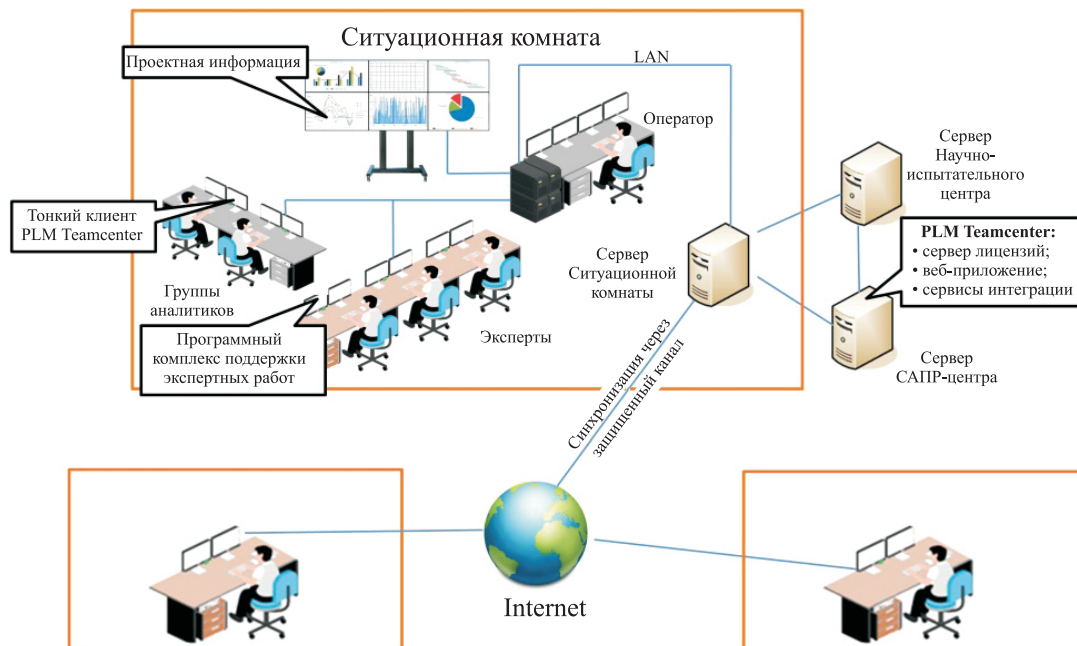 Ситуационная комната
Проектная информация
LAN
Оператор
Тонкий клиент
PLM Teamcenter
Группы
аналитиков
Программный
комплекс поддержки
экспертных работ
Эксперты
Сервер
Ситуационной
комнаты
Сервер
Научно-
испытательного
центра
PLM Teamcenter:
• сервер лицензий;
• веб-приложение;
• сервисы интеграции
Сервер
САПР-центра
Синхронизация через
защищенный канал
Internet